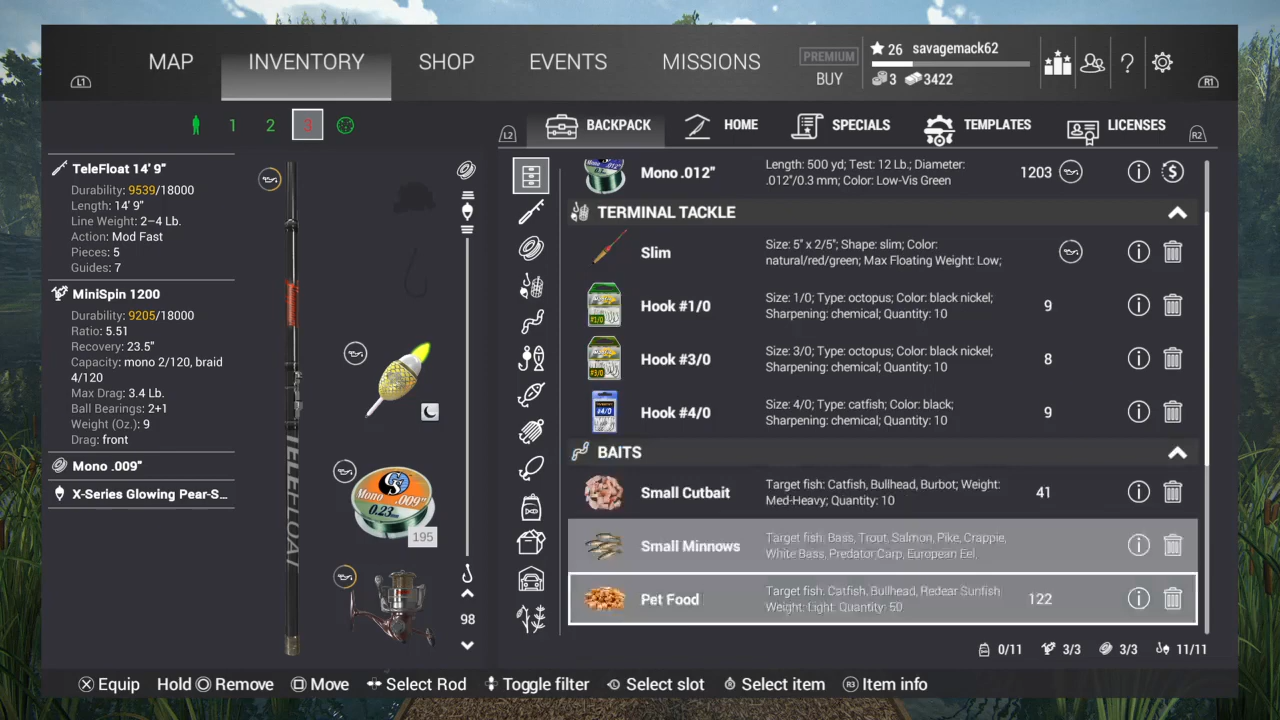 MAP
INVENTORY
SHOP
EVENTS
MISSIONS
PREMIUM
BUY
26 savagemack62
3 3422
L1
R1
1 2 3
L2
BACKPACK
HOME
SPECIALS
TEMPLATES
LICENSES
R2
TeleFloat 14' 9"
Durability: 9539/18000
Length: 14' 9"
Line Weight: 2–4 Lb.
Action: Mod Fast
Pieces: 5
Guides: 7
MiniSpin 1200
Durability: 9205/18000
Ratio: 5.51
Recovery: 23.5"
Capacity: mono 2/120, braid
4/120
Max Drag: 3.4 Lb.
Ball Bearings: 2+1
Weight (Oz.): 9
Drag: front
Mono .009"
X-Series Glowing Pear-S...
TELEFLOAT
Mono .009"
0.23
195
98
Mono .012"
Length: 500 yd; Test: 12 Lb.; Diameter:
.012"/0.3 mm; Color: Low-Vis Green
1203
TERMINAL TACKLE
Slim
Size: 5" x 2/5"; Shape: slim; Color:
natural/red/green; Max Floating Weight: Low;
Hook #1/0
Size: 1/0; Type: octopus; Color: black nickel;
Sharpening: chemical; Quantity: 10
9
Hook #3/0
Size: 3/0; Type: octopus; Color: black nickel;
Sharpening: chemical; Quantity: 10
8
Hook #4/0
Size: 4/0; Type: catfish; Color: black;
Sharpening: chemical; Quantity: 10
9
BAITS
Small Cutbait
Target fish: Catfish, Bullhead, Burbot; Weight:
Med-Heavy; Quantity: 10
41
Small Minnows
Target fish: Bass, Trout, Salmon, Pike, Crappie,
White Bass, Predator Carp, European Eel,
Pet Food
Target fish: Catfish, Bullhead, Redear Sunfish
Weight: Light; Quantity: 50
122
0/11 3/3 3/3 11/11
Equip
Hold Remove
Move
Select Rod
Toggle filter
Select slot
Select item
R3 Item info